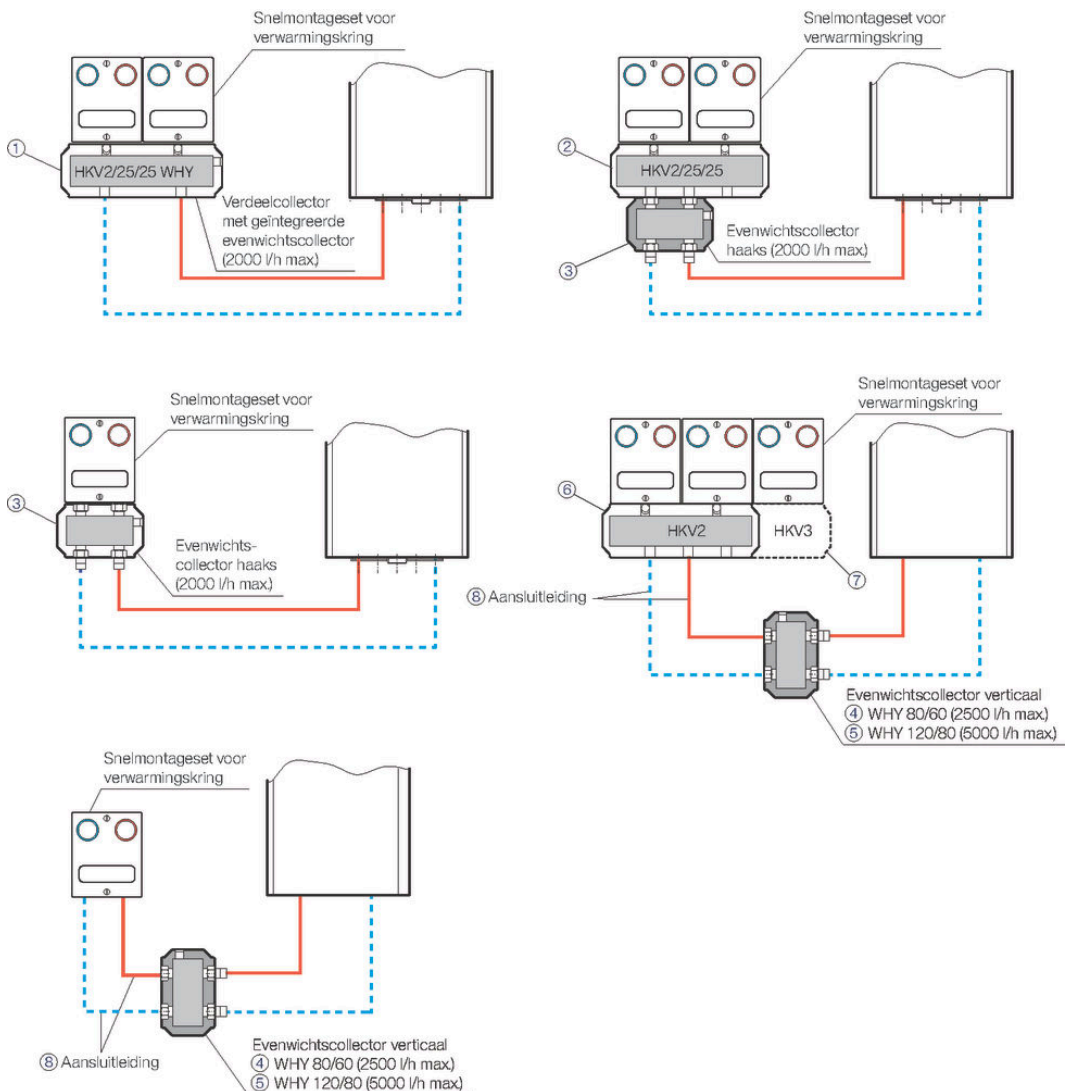 Snelmontageset voor
verwarmingskring
①
HKV2/25/25 WHY
Verdeelcollector
met geïntegreerde
evenwichtscollector
(2000 l/h max.)
Snelmontageset voor
verwarmingskring
②
HKV2/25/25
③
Evenwichtscollector
haaks (2000 l/h max.)
Snelmontageset voor
verwarmingskring
③
Evenwichts-
collector haaks
(2000 l/h max.)
Snelmontageset voor
verwarmingskring
⑥
HKV2
HKV3
⑦
⑧ Aansluitleiding
Evenwichtscollector verticaal
④ WHY 80/60 (2500 l/h max.)
⑤ WHY 120/80 (5000 l/h max.)
Snelmontageset voor
verwarmingskring
⑧ Aansluitleiding
Evenwichtscollector verticaal
④ WHY 80/60 (2500 l/h max.)
⑤ WHY 120/80 (5000 l/h max.)